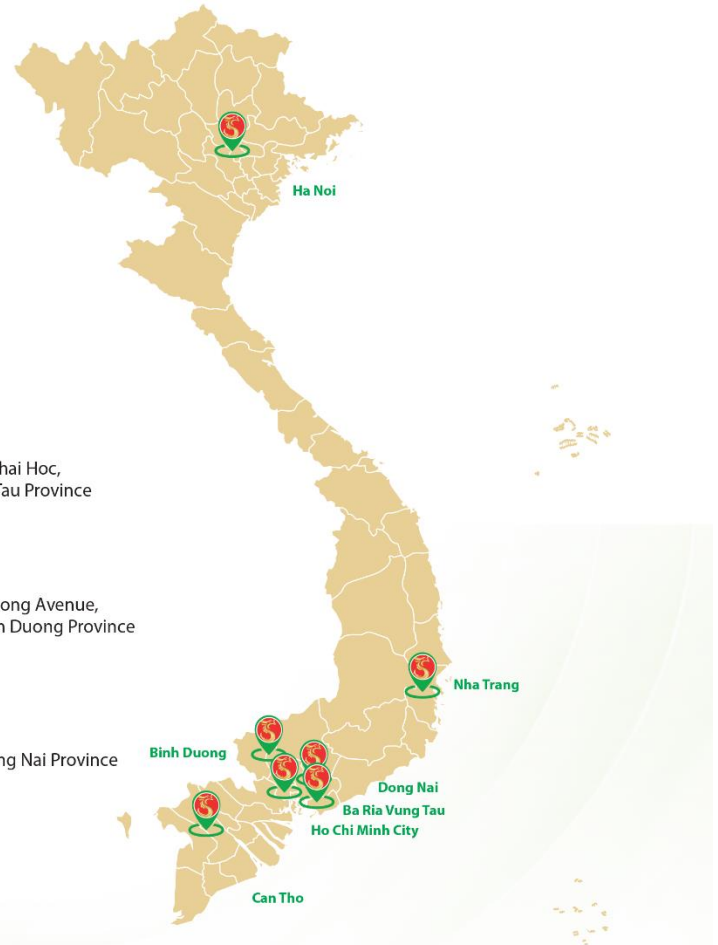 Ha Noi
hai Hoc,
Tau Province
ong Avenue,
Duong Province
Nha Trang
Binh Duong
ng Nai Province
Dong Nai
Ba Ria Vung Tau
Ho Chi Minh City
Can Tho